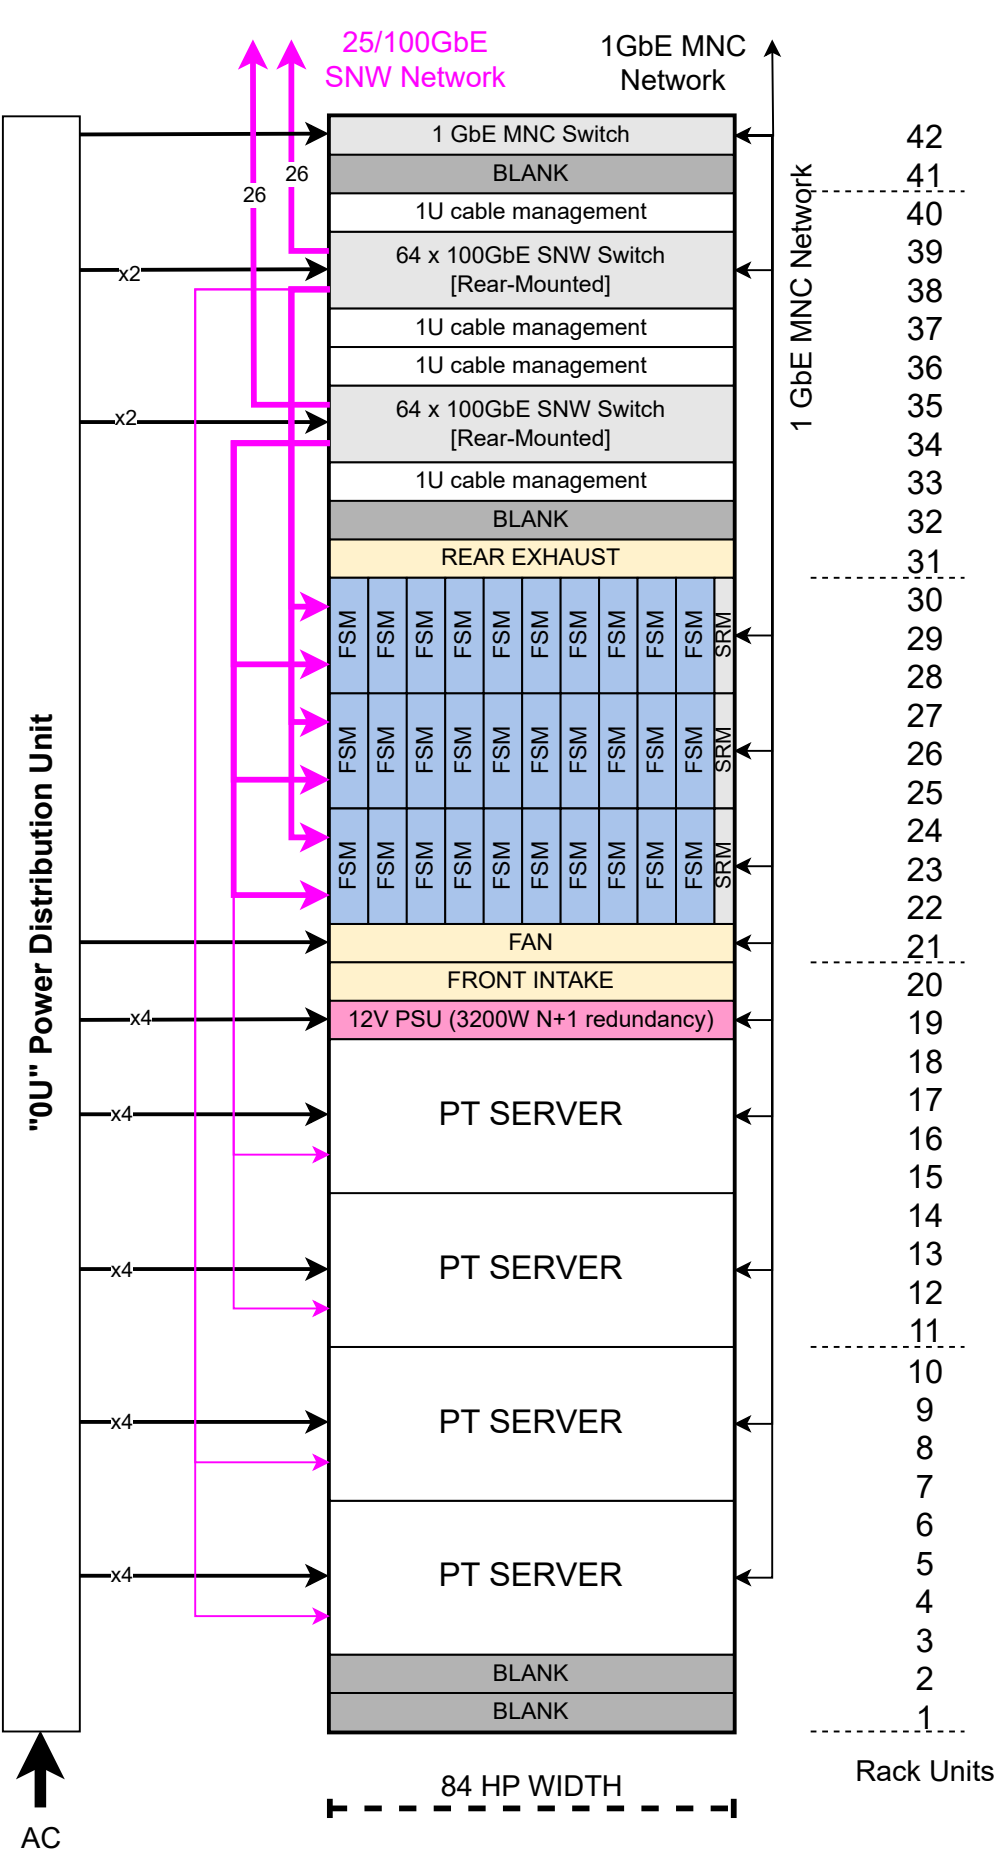 25/100GbE
SNW Network
1GbE MNC
Network
1 GbE MNC Switch
42
26
BLANK
41
26
1U cable management
40
64 x 100GbE SNW Switch
[Rear-Mounted]
39
x2
38
1 GbE MNC Network
1U cable management
37
1U cable management
36
64 x 100GbE SNW Switch
[Rear-Mounted]
35
x2
34
1U cable management
33
BLANK
32
REAR EXHAUST
31
30
FSM FSM FSM FSM FSM FSM FSM FSM FSM FSM SRM
29
28
27
FSM FSM FSM FSM FSM FSM FSM FSM FSM FSM SRM
26
25
24
FSM FSM FSM FSM FSM FSM FSM FSM FSM FSM SRM
23
22
"0U" Power Distribution Unit
FAN
21
FRONT INTAKE
20
x4
12V PSU (3200W N+1 redundancy)
19
18
x4
PT SERVER
17
16
15
14
x4
PT SERVER
13
12
11
10
x4
PT SERVER
9
8
7
6
x4
PT SERVER
5
4
3
BLANK
2
BLANK
1
Rack Units
84 HP WIDTH
AC